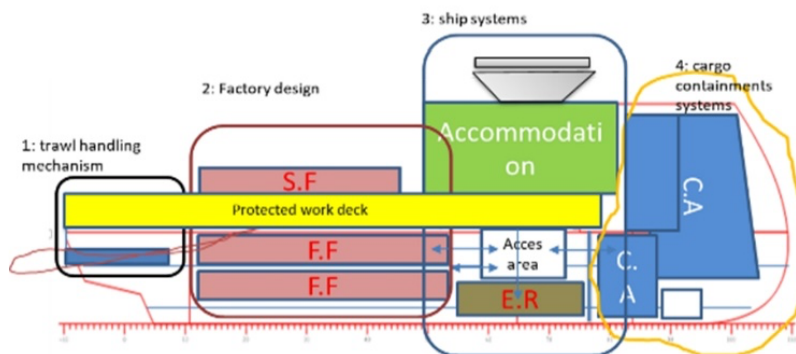 3: ship systems
4: cargo
containments
systems
2: Factory design
1: trawl handling
mechanism
Accommodati
on
S.F
Protected work deck
C.A
F.F
Acces
area
C.
A
F.F
E.R